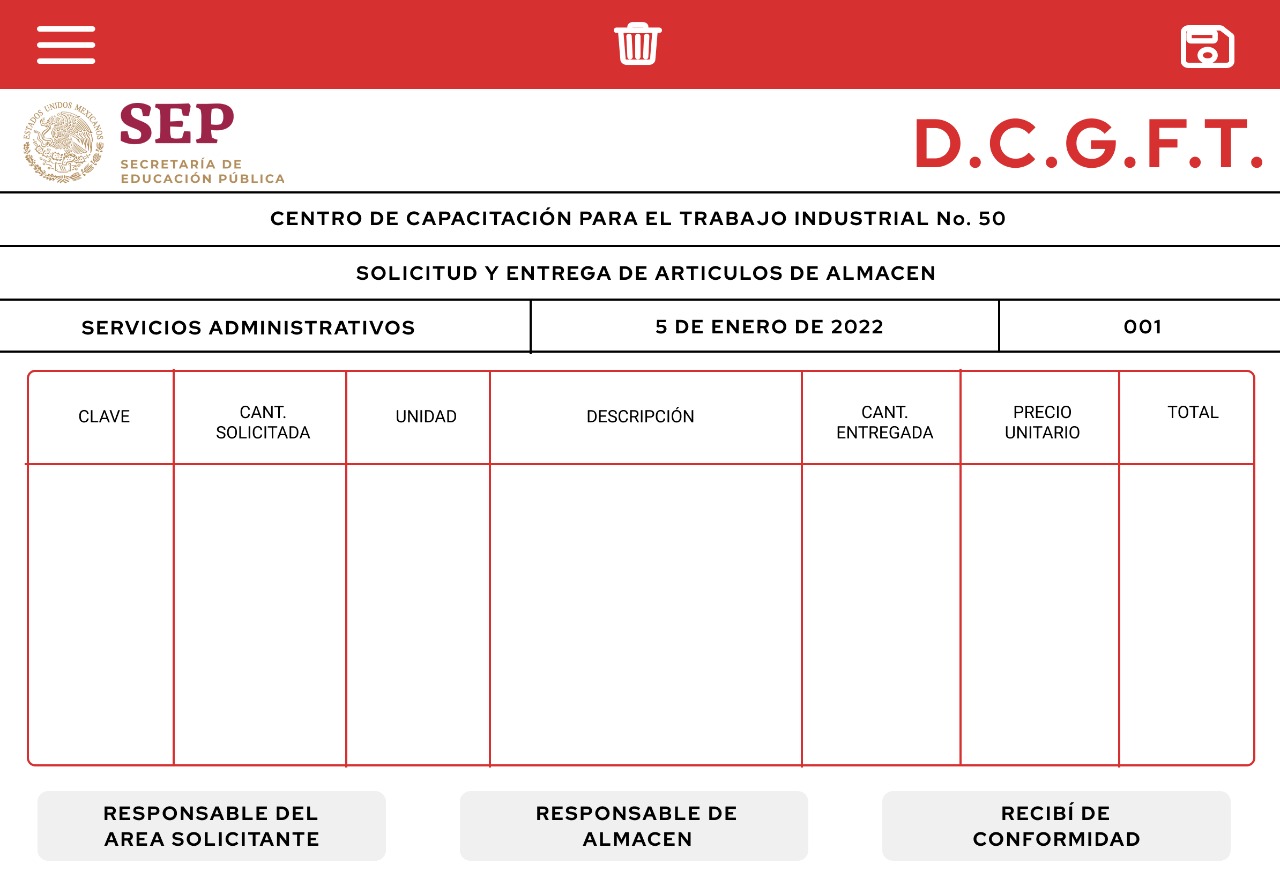 ESTADOS UNIDOS MEXICANOS
SEP
SECRETARÍA DE
EDUCACIÓN PÚBLICA
D.C.G.F.T.
CENTRO DE CAPACITACIÓN PARA EL TRABAJO INDUSTRIAL No. 50
SOLICITUD Y ENTREGA DE ARTICULOS DE ALMACEN
SERVICIOS ADMINISTRATIVOS
5 DE ENERO DE 2022
001
CLAVE
CANT.
SOLICITADA
UNIDAD
DESCRIPCIÓN
CANT.
ENTREGADA
PRECIO
UNITARIO
TOTAL
RESPONSABLE DEL
AREA SOLICITANTE
RESPONSABLE DE
ALMACEN
RECIBÍ DE
CONFORMIDAD